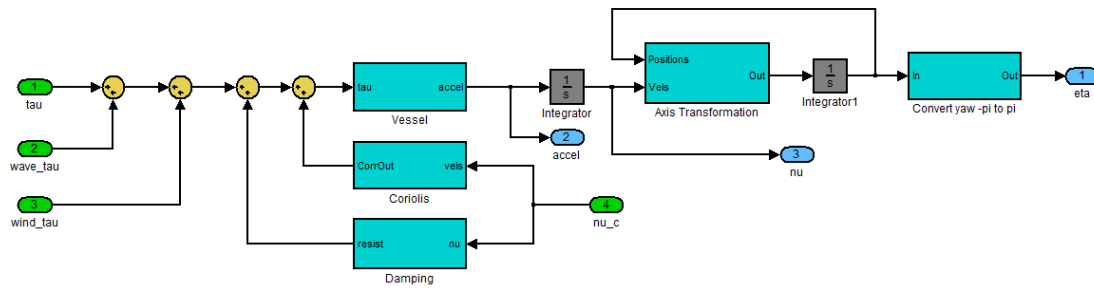 Positions
1
tau
accel
1
s
Vels
Out
1
s
In
Out
1
tau
Vessel
Integrator
Axis Transformation
Integrator1
Convert yaw -pi to pi
eta
2
wave_tau
2
accel
CorrOut
vels
3
nu
3
wind_tau
Coriolis
4
nu_c
resist
nu
Damping